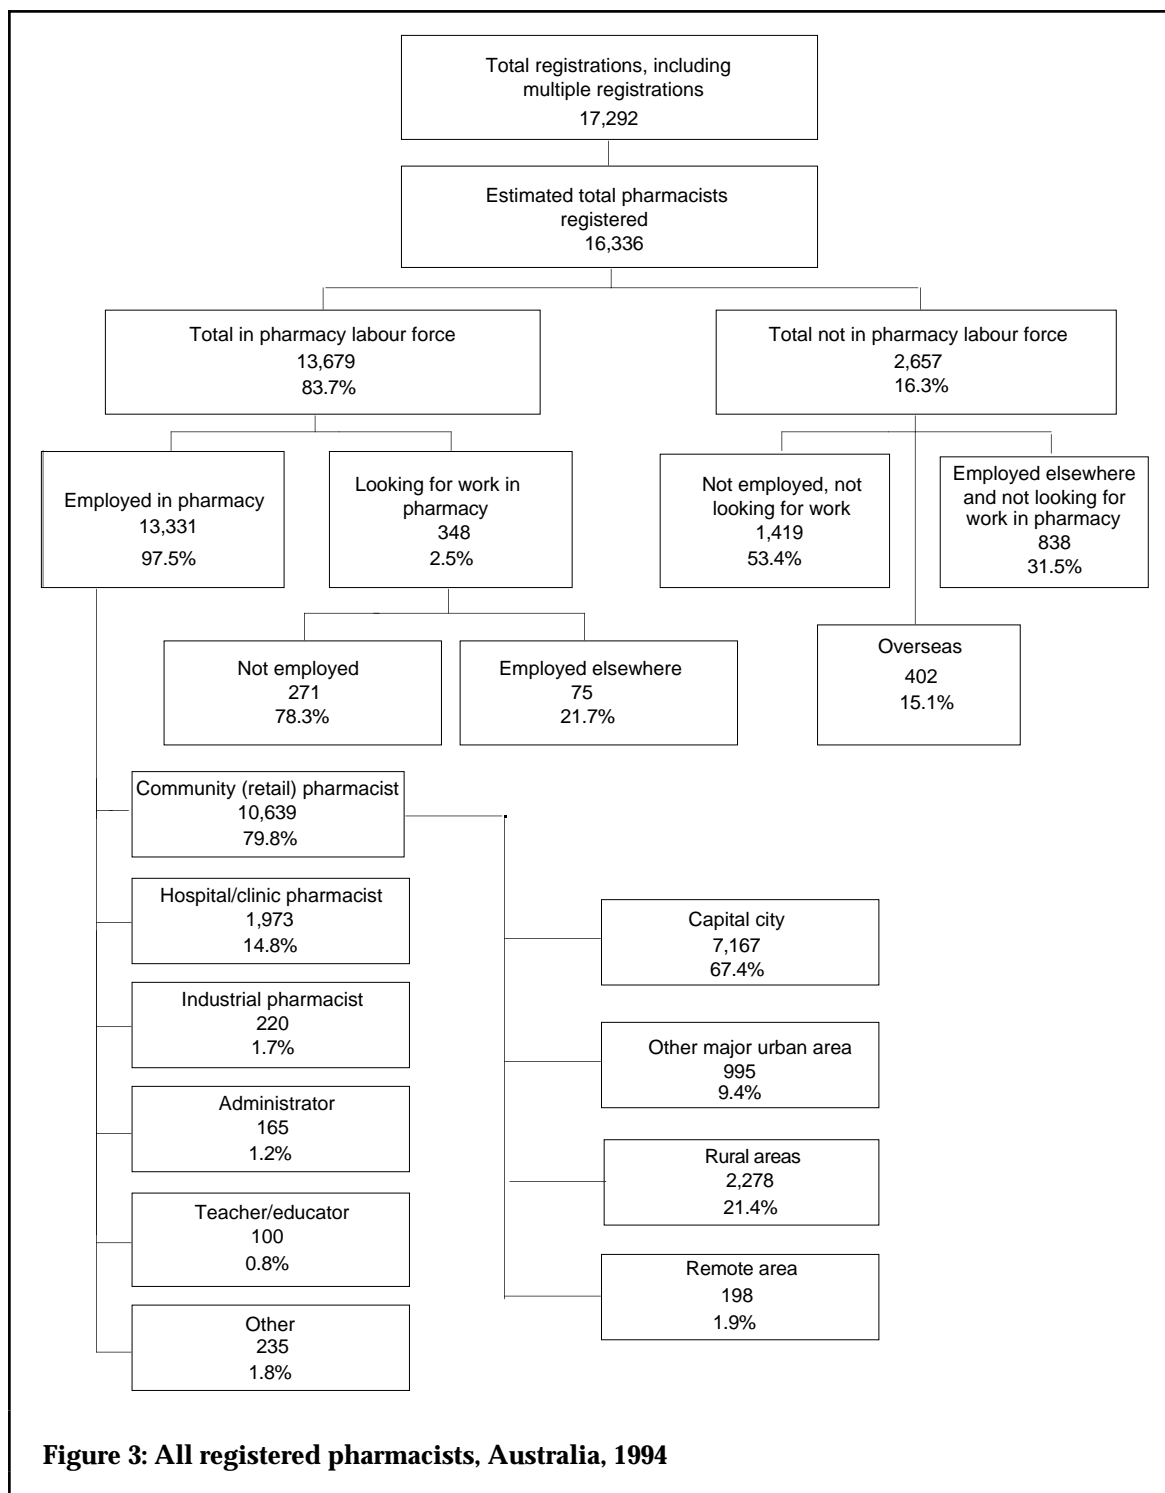 Total registrations, including
multiple registrations
17,292
Estimated total pharmacists
registered
16,336
Total in pharmacy labour force
13,679
83.7%
Total not in pharmacy labour force
2,657
16.3%
Employed in pharmacy
13,331
97.5%
Looking for work in
pharmacy
348
2.5%
Not employed, not
looking for work
1,419
53.4%
Employed elsewhere
and not looking for
work in pharmacy
838
31.5%
Not employed
271
78.3%
Employed elsewhere
75
21.7%
Overseas
402
15.1%
Community (retail) pharmacist
10,639
79.8%
Hospital/clinic pharmacist
1,973
14.8%
Industrial pharmacist
220
1.7%
Administrator
165
1.2%
Teacher/educator
100
0.8%
Other
235
1.8%
Capital city
7,167
67.4%
Other major urban area
995
9.4%
Rural areas
2,278
21.4%
Remote area
198
1.9%
Figure 3: All registered pharmacists, Australia, 1994